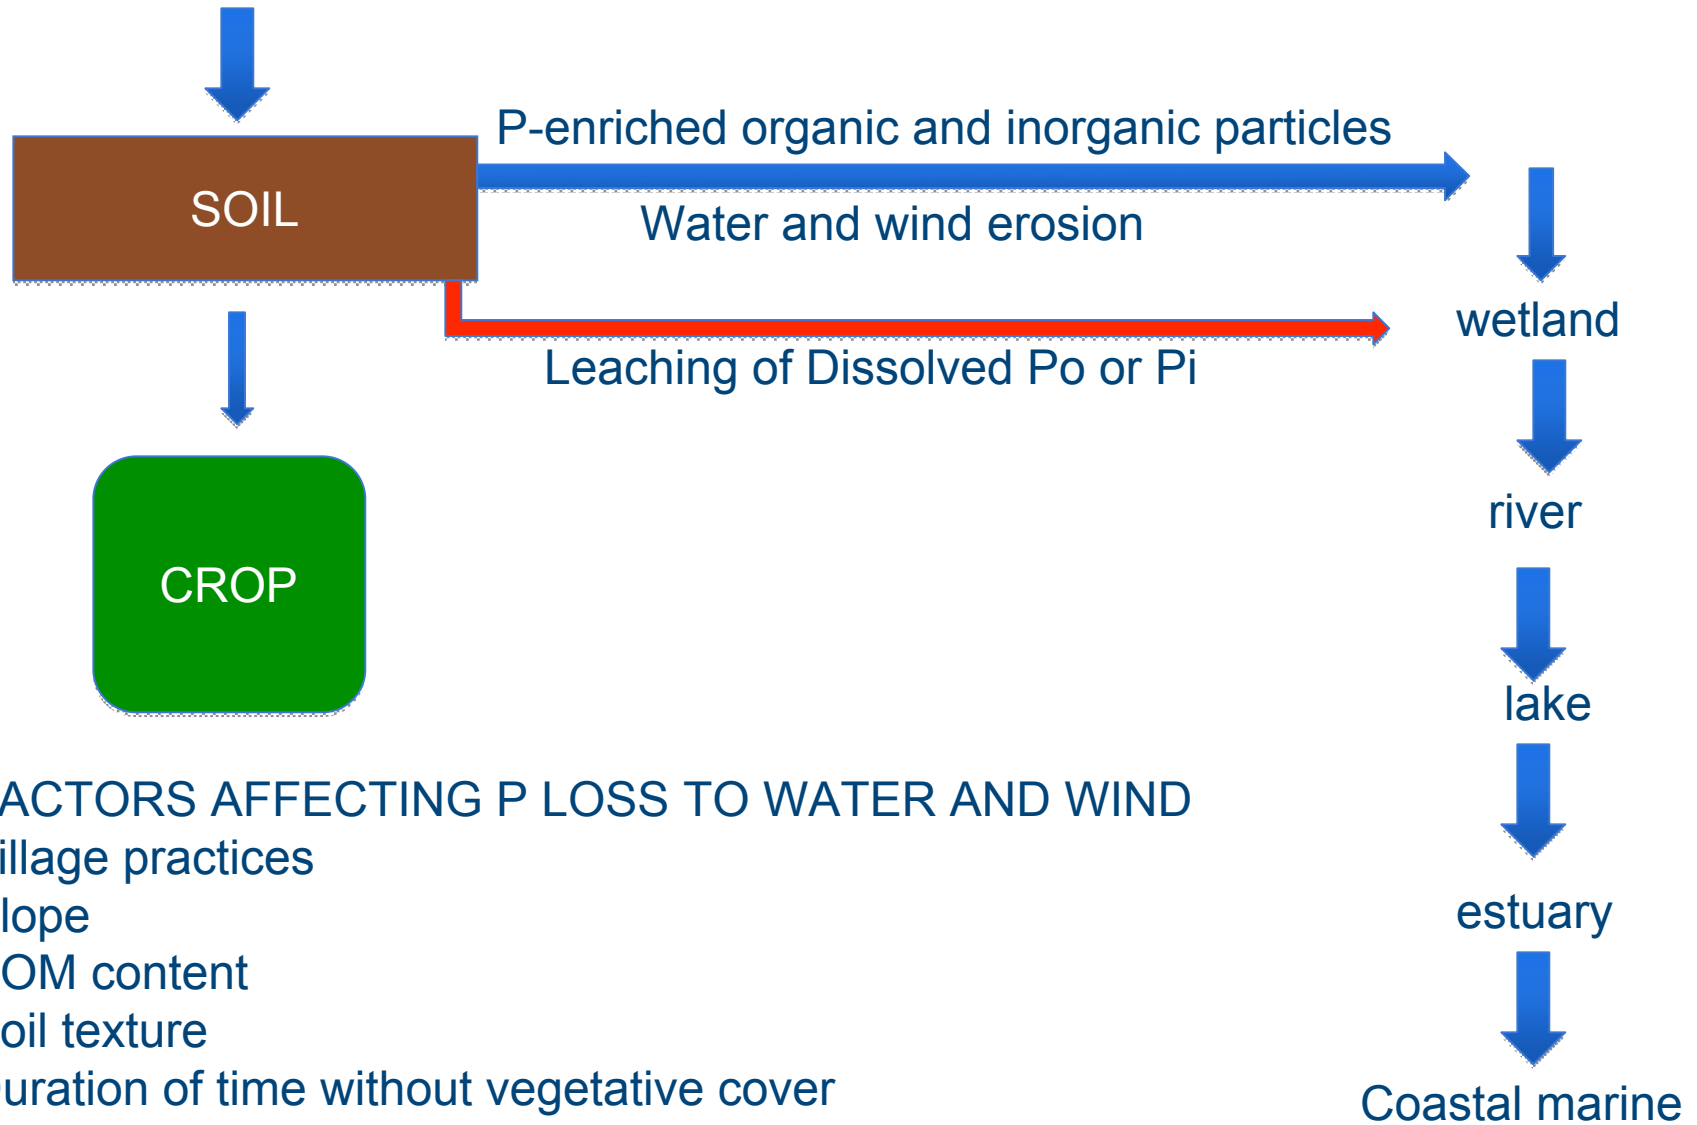 P-enriched organic and inorganic particles
SOIL
Water and wind erosion
wetland
Leaching of Dissolved Po or Pi
river
CROP
lake
ACTORS AFFECTING P LOSS TO WATER AND WIND
illage practices
lope
estuary
OM content
oil texture
uration of time without vegetative cover
Coastal marine